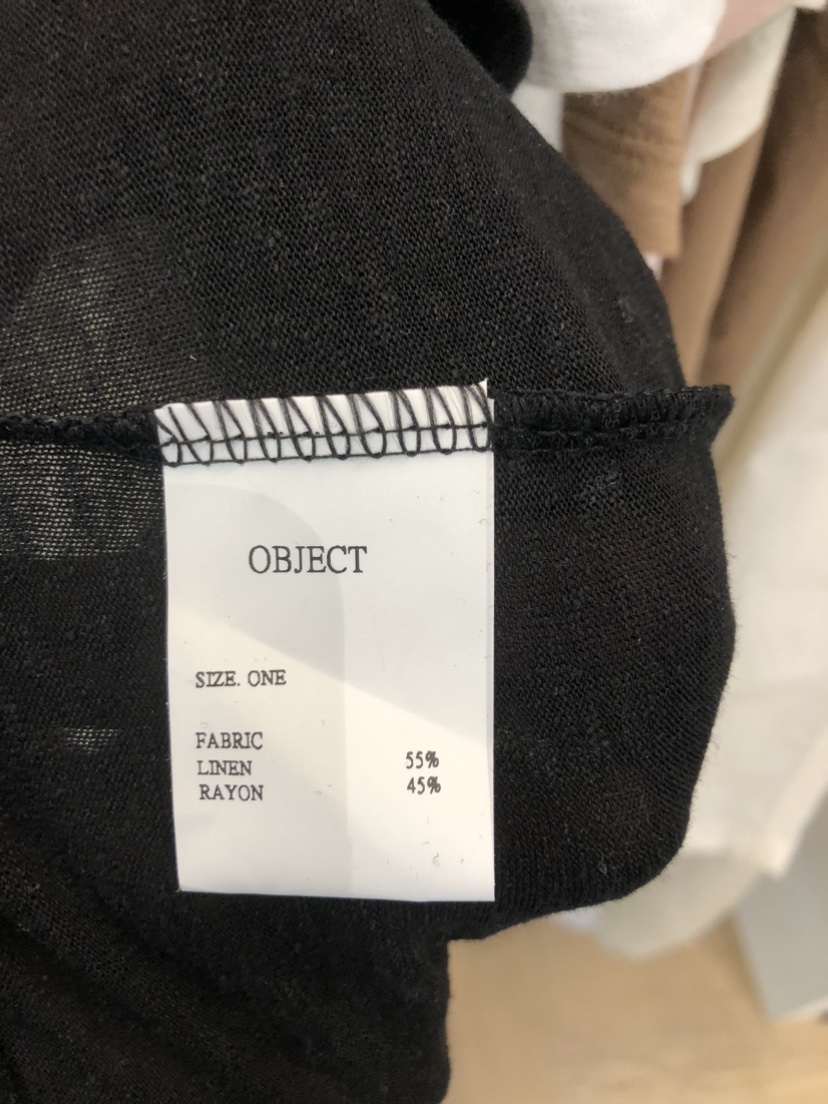 OBJECT
SIZE. ONE
FABRIC
LINEN 55%
RAYON 45%